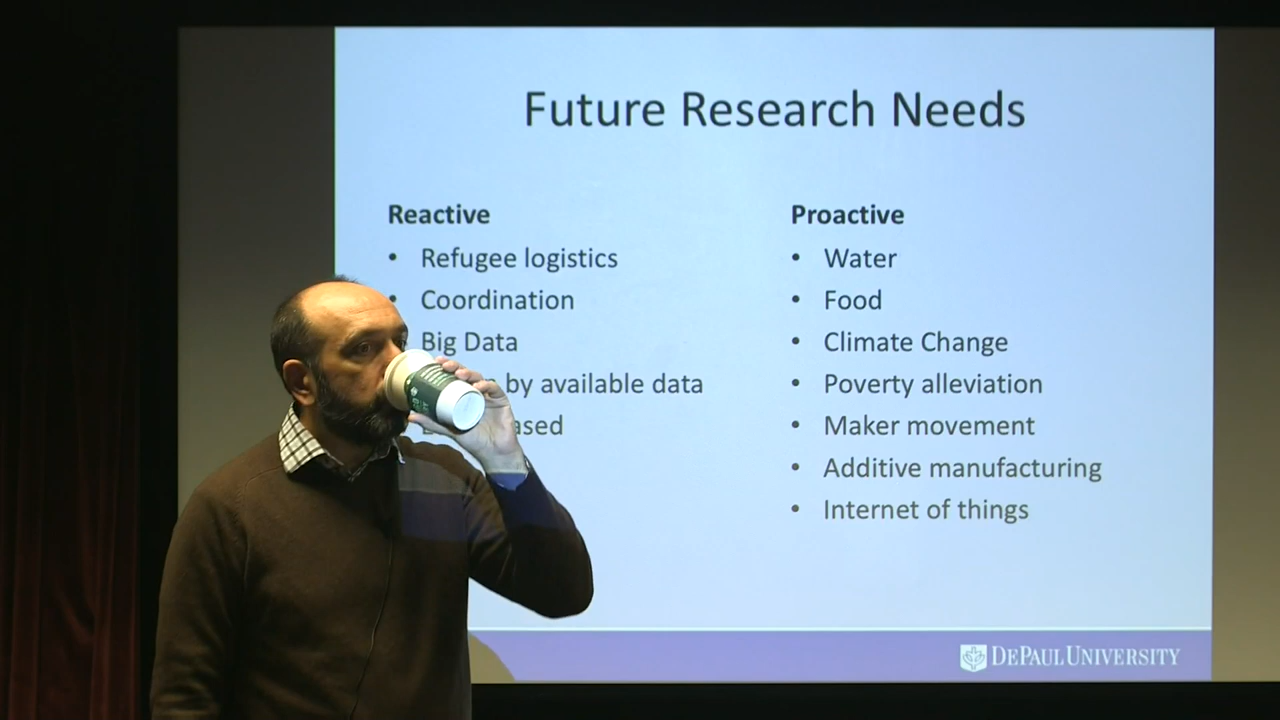 Future Research Needs
Reactive
• Refugee logistics
• Coordination
Big Data
by available data
Proactive
• Water
• Food
• Climate Change
• Poverty alleviation
• Maker movement
• Additive manufacturing
• Internet of things
DEPAUL UNIVERSITY